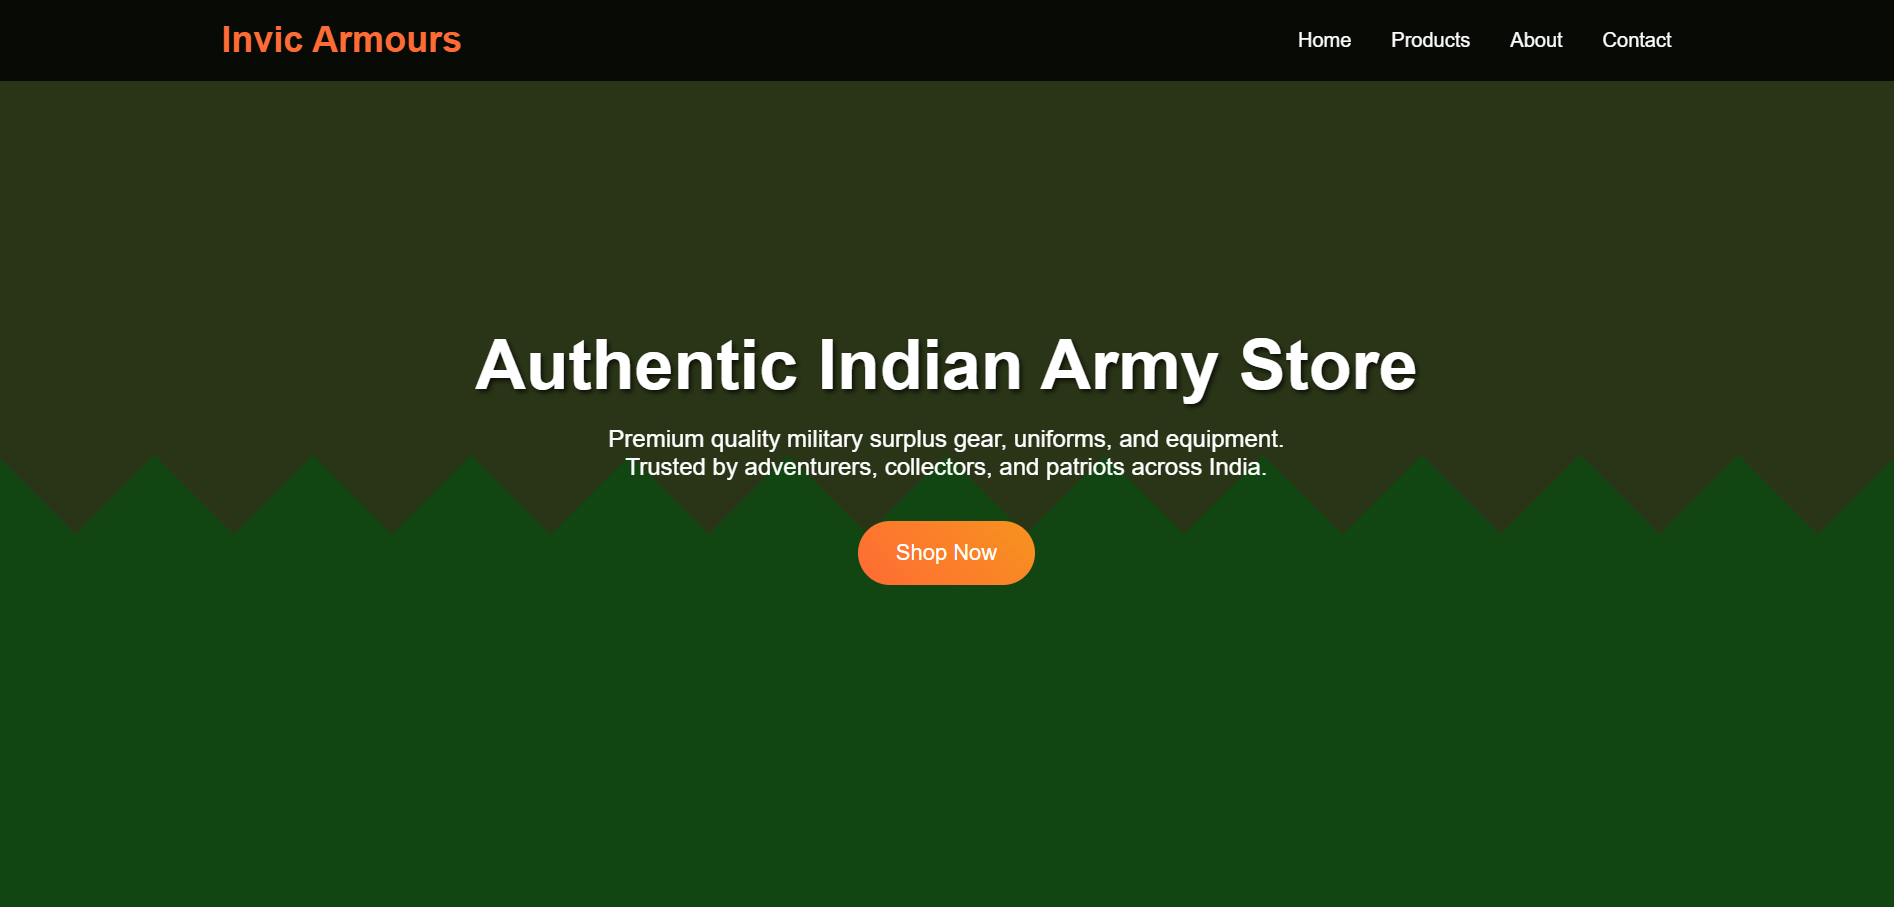 Invic Armours
Home Products About Contact
Authentic Indian Army Store
Premium quality military surplus gear, uniforms, and equipment.
Trusted by adventurers, collectors, and patriots across India.
Shop Now